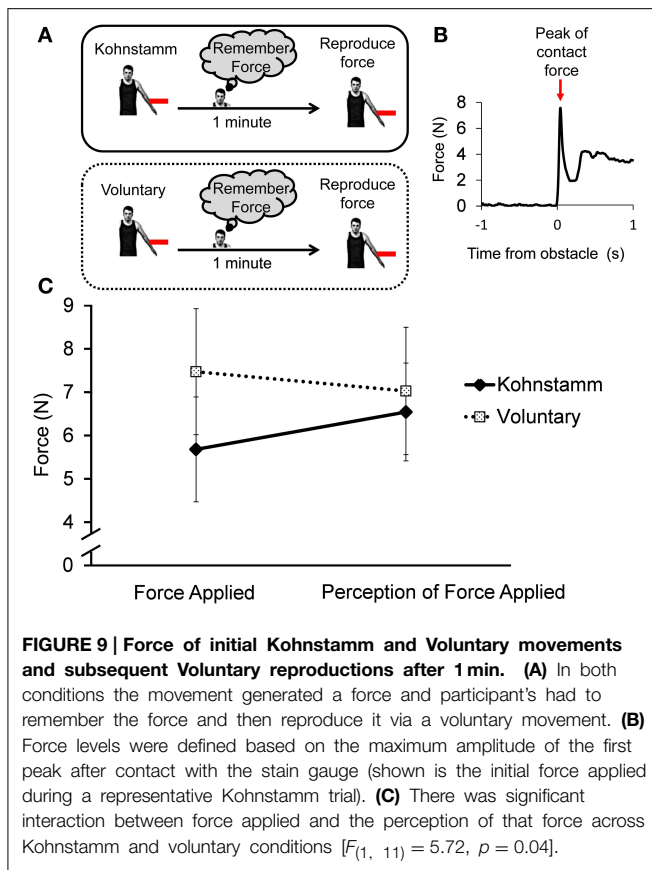 A
Kohnstamm
Remember
Force
Reproduce
force
1 minute
Voluntary
Remember
Force
Reproduce
force
1 minute
B
Peak of
contact
force
8
6
4
2
0
Force (N)
-1
0
1
Time from obstacle (s)
C
9
8
7
6
5
4
0
Force (N)
Kohnstamm
Voluntary
Force Applied
Perception of Force Applied
FIGURE 9 | Force of initial Kohnstamm and Voluntary movements
and subsequent Voluntary reproductions after 1 min. (A) In both
conditions the movement generated a force and participant's had to
remember the force and then reproduce it via a voluntary movement. (B)
Force levels were defined based on the maximum amplitude of the first
peak after contact with the stain gauge (shown is the initial force applied
during a representative Kohnstamm trial). (C) There was significant
interaction between force applied and the perception of that force across
Kohnstamm and voluntary conditions [F(1, 11) = 5.72, p = 0.04].